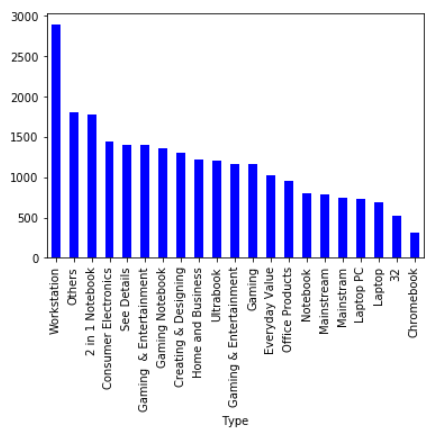 3000
2500
2000
1500
1000
500
0
Workstation
Others
2 in 1 Notebook
Consumer Electronics
See Details
Gaming  & Entertainment
Gaming Notebook
Creating & Designing
Home and Business
Ultrabook
Gaming & Entertainment
Gaming
Everyday Value
Office Products
Notebook
Mainstream
Mainstram
Laptop PC
Laptop
32
Chromebook
Type